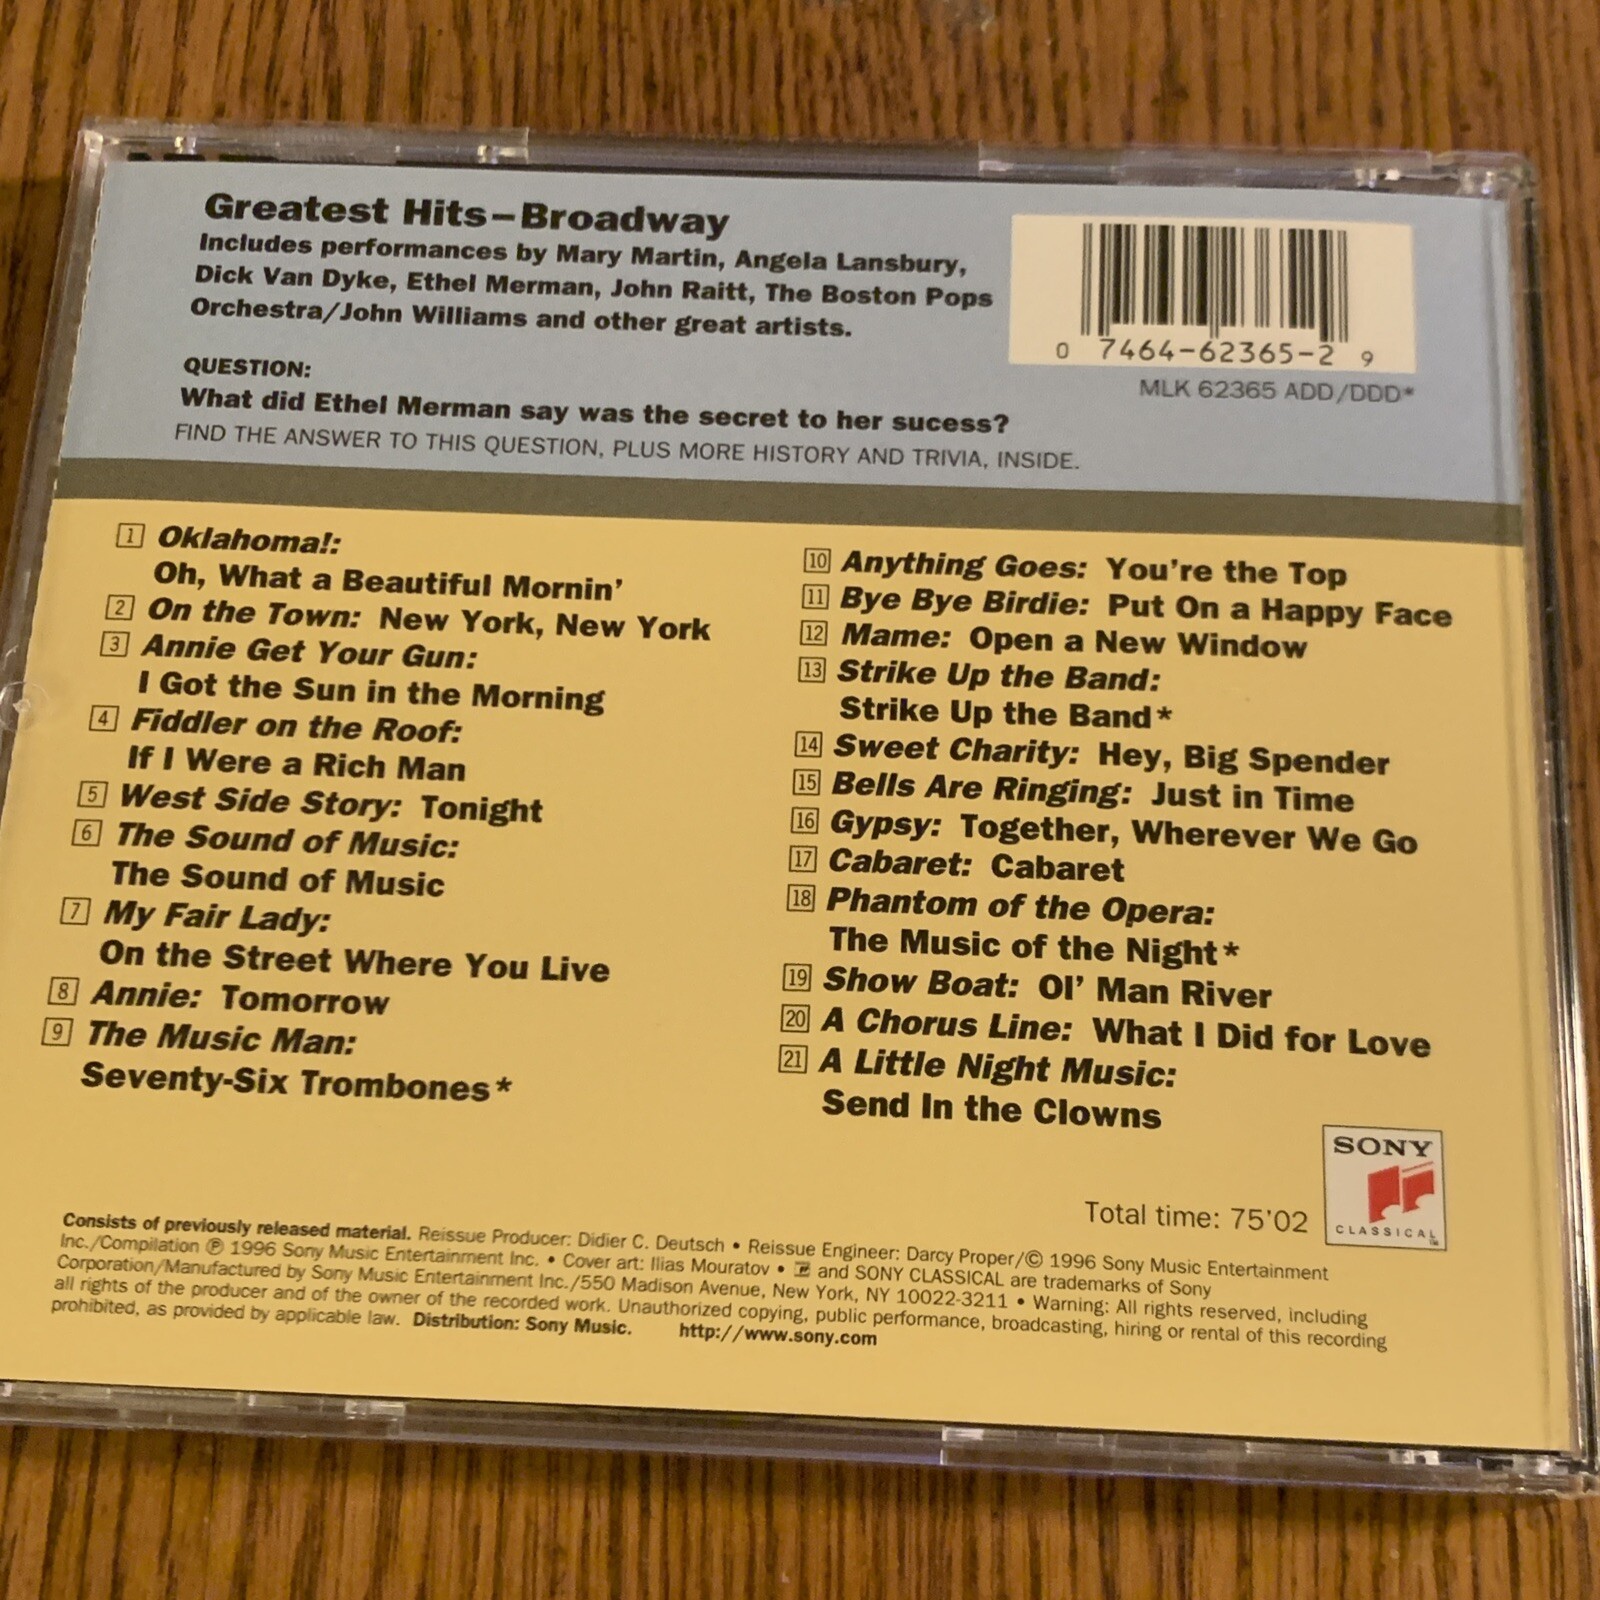 Greatest Hits–Broadway
Includes performances by Mary Martin, Angela Lansbury,
Dick Van Dyke, Ethel Merman, John Raitt, The Boston Pops
Orchestra/John Williams and other great artists.
QUESTION:
What did Ethel Merman say was the secret to her sucess?
FIND THE ANSWER TO THIS QUESTION, PLUS MORE HISTORY AND TRIVIA, INSIDE.
0 7464-62365-2 9
MLK 62365 ADD/DDD*
1 Oklahoma!:
Oh, What a Beautiful Mornin'
2 On the Town: New York, New York
3 Annie Get Your Gun:
I Got the Sun in the Morning
4 Fiddler on the Roof:
If I Were a Rich Man
5 West Side Story: Tonight
6 The Sound of Music:
The Sound of Music
7 My Fair Lady:
On the Street Where You Live
8 Annie: Tomorrow
9 The Music Man:
Seventy-Six Trombones*
10 Anything Goes: You're the Top
11 Bye Bye Birdie: Put On a Happy Face
12 Mame: Open a New Window
13 Strike Up the Band:
Strike Up the Band*
14 Sweet Charity: Hey, Big Spender
15 Bells Are Ringing: Just in Time
16 Gypsy: Together, Wherever We Go
17 Cabaret: Cabaret
18 Phantom of the Opera:
The Music of the Night*
19 Show Boat: Ol' Man River
20 A Chorus Line: What I Did for Love
21 A Little Night Music:
Send In the Clowns
Total time: 75'02
SONY
CLASSICAL™
Consists of previously released material. Reissue Producer: Didier C. Deutsch • Reissue Engineer: Darcy Proper/© 1996 Sony Music Entertainment
Inc./Compilation ℗ 1996 Sony Music Entertainment Inc. • Cover art: Ilias Mouratov • and SONY CLASSICAL are trademarks of Sony
Corporation/Manufactured by Sony Music Entertainment Inc./550 Madison Avenue, New York, NY 10022-3211 • Warning: All rights reserved, including
all rights of the producer and of the owner of the recorded work. Unauthorized copying, public performance, broadcasting, hiring or rental of this recording
prohibited, as provided by applicable law. Distribution: Sony Music. http://www.sony.com